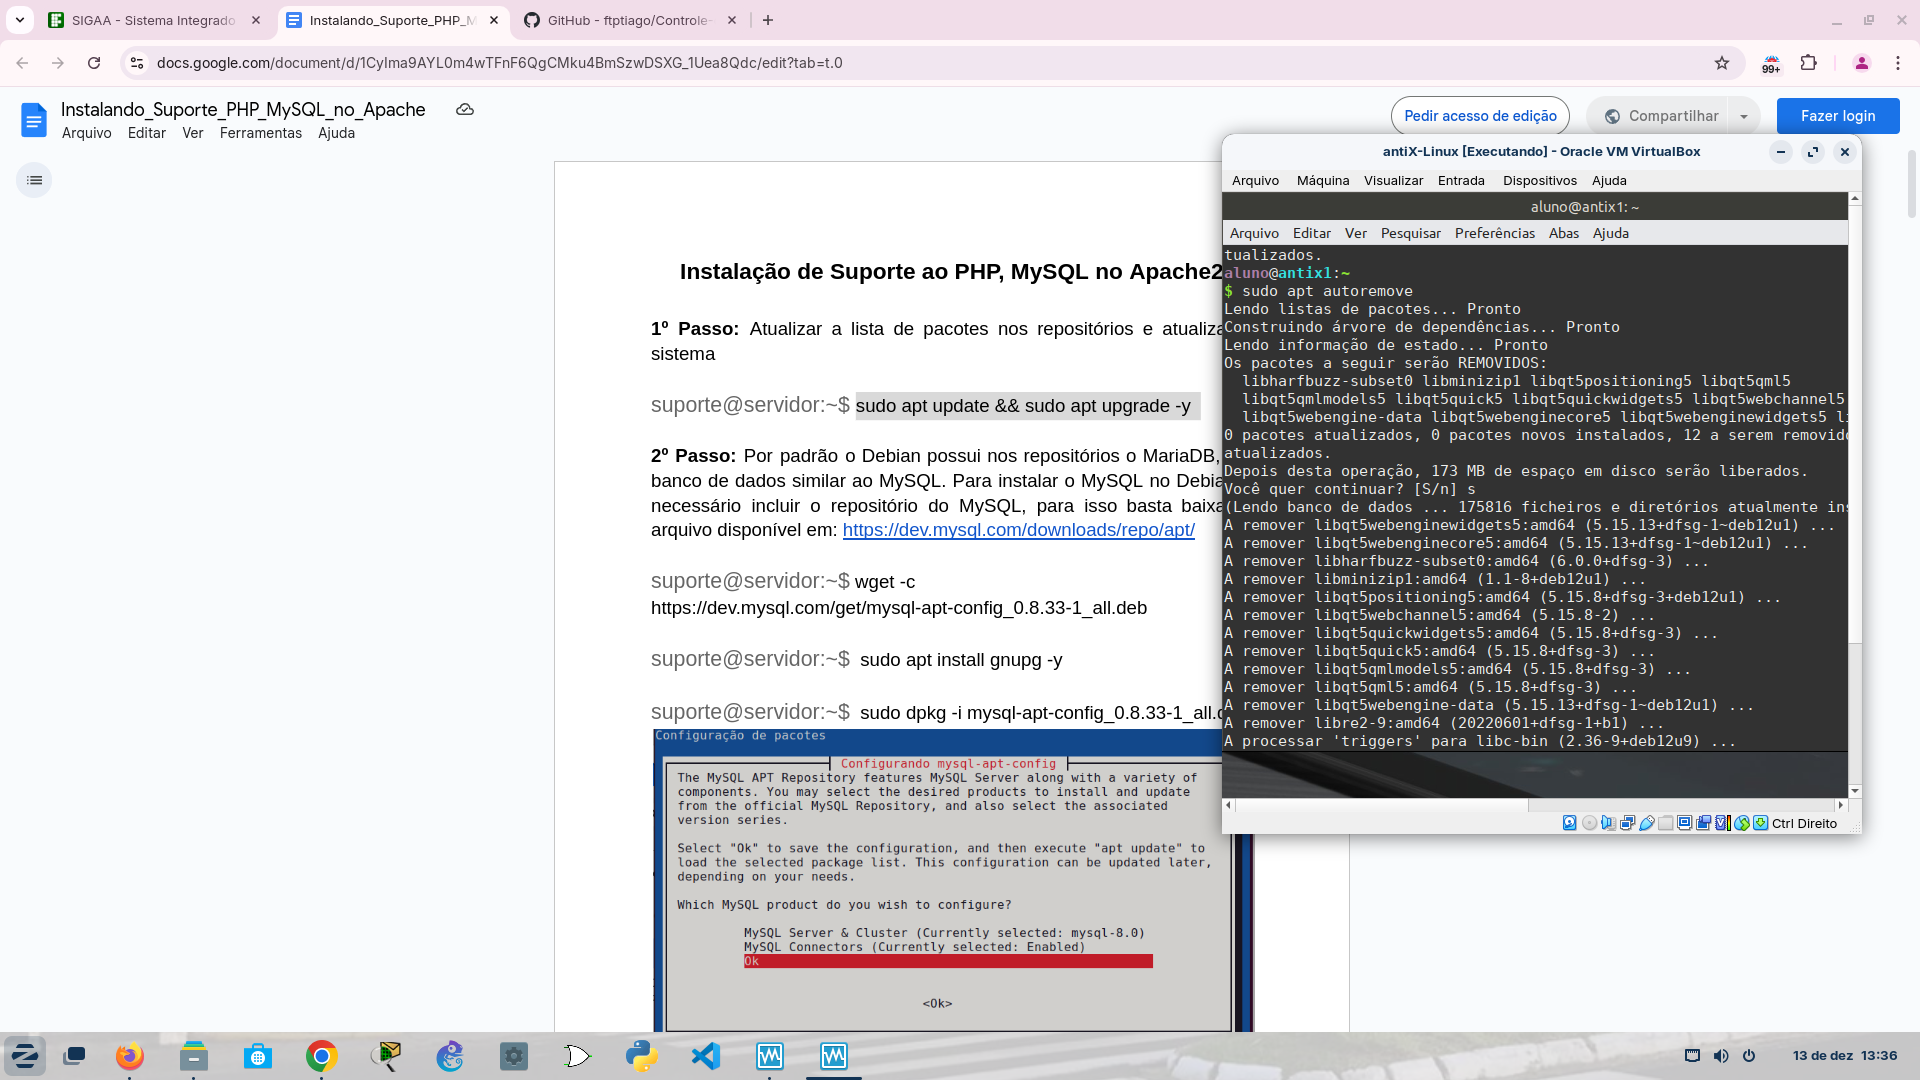 SIGAA - Sistema Integrado
Instalando_Suporte_PHP_M
GitHub - ftptiago/Controle-
docs.google.com/document/d/1CyIma9AYL0m4wTFnF6QgCMku4BmSzwDSXG_1Uea8Qdc/edit?tab=t.0
99+
Instalando_Suporte_PHP_MySQL_no_Apache
Arquivo Editar Ver Ferramentas Ajuda
Pedir acesso de edição
Compartilhar
Fazer login
Instalação de Suporte ao PHP, MySQL no Apache2
1º Passo: Atualizar a lista de pacotes nos repositórios e atualiza
sistema
suporte@servidor:~$ sudo apt update && sudo apt upgrade -y
2º Passo: Por padrão o Debian possui nos repositórios o MariaDB,
banco de dados similar ao MySQL. Para instalar o MySQL no Debia
necessário incluir o repositório do MySQL, para isso basta baixa
arquivo disponível em: https://dev.mysql.com/downloads/repo/apt/
suporte@servidor:~$ wget -c
https://dev.mysql.com/get/mysql-apt-config_0.8.33-1_all.deb
suporte@servidor:~$ sudo apt install gnupg -y
suporte@servidor:~$ sudo dpkg -i mysql-apt-config_0.8.33-1_all.d
Configuração de pacotes
Configurando mysql-apt-config
The MySQL APT Repository features MySQL Server along with a variety of
components. You may select the desired products to install and update
from the official MySQL Repository, and also select the associated
version series.
Select "Ok" to save the configuration, and then execute "apt update" to
load the selected package list. This configuration can be updated later,
depending on your needs.
Which MySQL product do you wish to configure?
MySQL Server & Cluster (Currently selected: mysql-8.0)
MySQL Connectors (Currently selected: Enabled)
Ok
<Ok>
antiX-Linux [Executando] - Oracle VM VirtualBox
Arquivo Máquina Visualizar Entrada Dispositivos Ajuda
aluno@antix1: ~
Arquivo Editar Ver Pesquisar Preferências Abas Ajuda
tualizados.
aluno@antix1:~
$ sudo apt autoremove
Lendo listas de pacotes... Pronto
Construindo árvore de dependências... Pronto
Lendo informação de estado... Pronto
Os pacotes a seguir serão REMOVIDOS:
libharfbuzz-subset0 libminizip1 libqt5positioning5 libqt5qml5
libqt5qmlmodels5 libqt5quick5 libqt5quickwidgets5 libqt5webchannel5
libqt5webengine-data libqt5webenginecore5 libqt5webenginewidgets5 li
0 pacotes atualizados, 0 pacotes novos instalados, 12 a serem removido
atualizados.
Depois desta operação, 173 MB de espaço em disco serão liberados.
Você quer continuar? [S/n] s
(Lendo banco de dados ... 175816 ficheiros e diretórios atualmente ins
A remover libqt5webenginewidgets5:amd64 (5.15.13+dfsg-1~deb12u1) ...
A remover libqt5webenginecore5:amd64 (5.15.13+dfsg-1~deb12u1) ...
A remover libharfbuzz-subset0:amd64 (6.0.0+dfsg-3) ...
A remover libminizip1:amd64 (1.1-8+deb12u1) ...
A remover libqt5positioning5:amd64 (5.15.8+dfsg-3+deb12u1) ...
A remover libqt5webchannel5:amd64 (5.15.8-2) ...
A remover libqt5quickwidgets5:amd64 (5.15.8+dfsg-3) ...
A remover libqt5quick5:amd64 (5.15.8+dfsg-3) ...
A remover libqt5qmlmodels5:amd64 (5.15.8+dfsg-3) ...
A remover libqt5qml5:amd64 (5.15.8+dfsg-3) ...
A remover libqt5webengine-data (5.15.13+dfsg-1~deb12u1) ...
A remover libre2-9:amd64 (20220601+dfsg-1+b1) ...
A processar 'triggers' para libc-bin (2.36-9+deb12u9) ...
Ctrl Direito
13 de dez 13:36